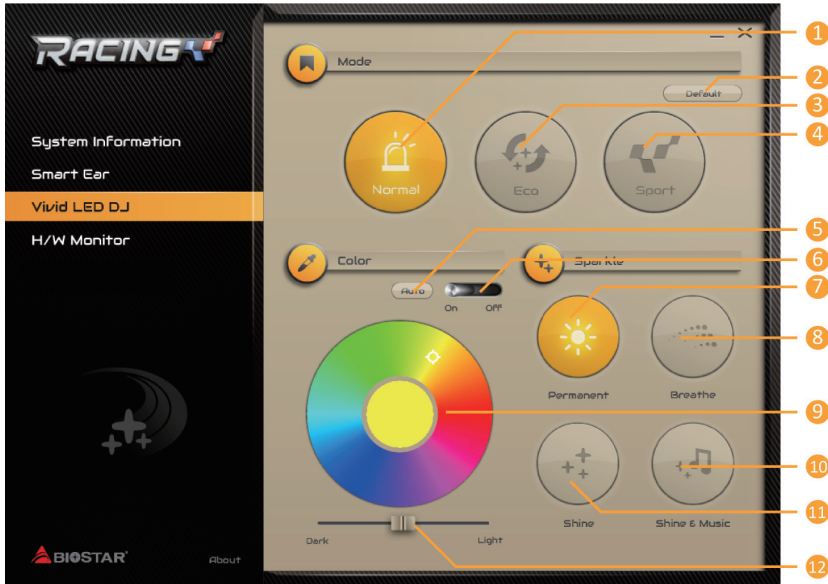 RACING
System Information
Smart Ear
Vivid LED DJ
H/W Monitor
BIOSTAR®
About
Mode
Default
Normal
Eco
Sport
Color
Auto
On
Off
Dark
Light
Sparkle
Permanent
Breathe
Shine
Shine & Music
1
2
3
4
5
6
7
8
9
10
11
12